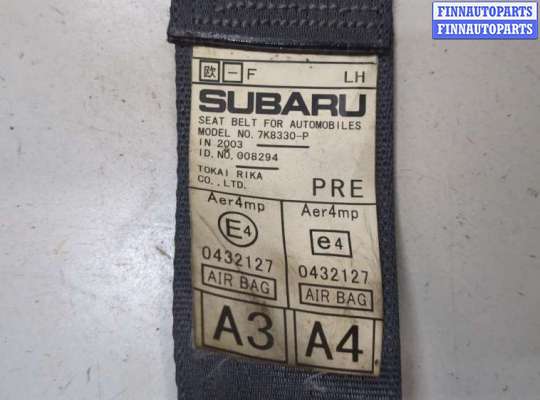 FINNAUTOPARTS
FINNAUTOPARTS
欧 一 F LH
SUBARU
SEAT BELT FOR AUTOMOBILES
MODEL NO. 7K8330-P
IN 2003
ID. NO. 008294
TOKAI RIKA
CO., LTD.
PRE
Aer4mp Aer4mp
E4 e4
0432127 0432127
AIR BAG AIR BAG
A3 A4